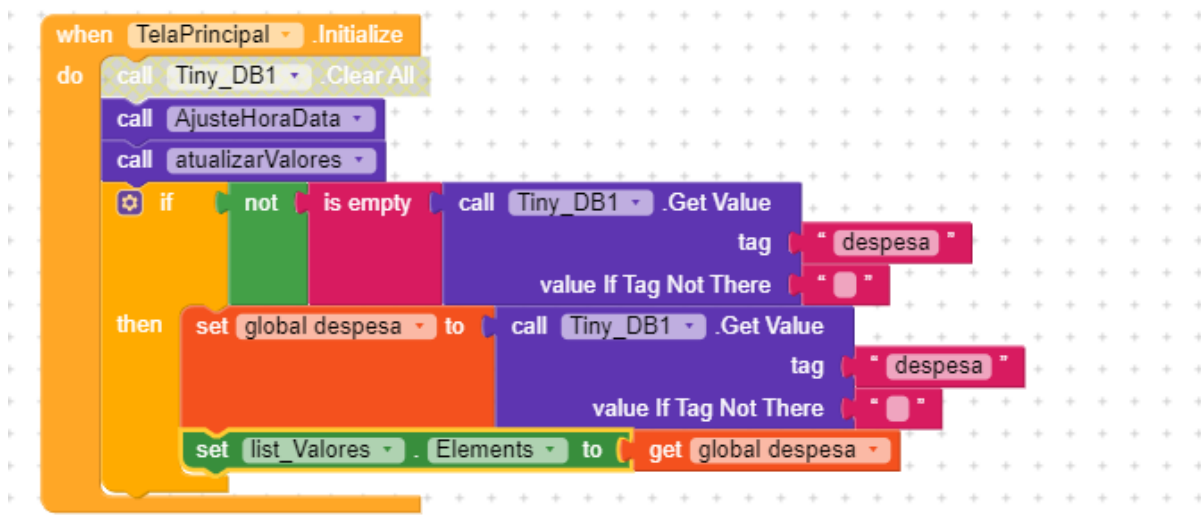 when TelaPrincipal .Initialize
do call Tiny_DB1 .Clear All
call AjusteHoraData
call atualizarValores
if not is empty call Tiny_DB1 .Get Value
tag “ despesa ”
value If Tag Not There “ ”
then set global despesa to call Tiny_DB1 .Get Value
tag “ despesa ”
value If Tag Not There “ ”
set list_Valores . Elements to get global despesa